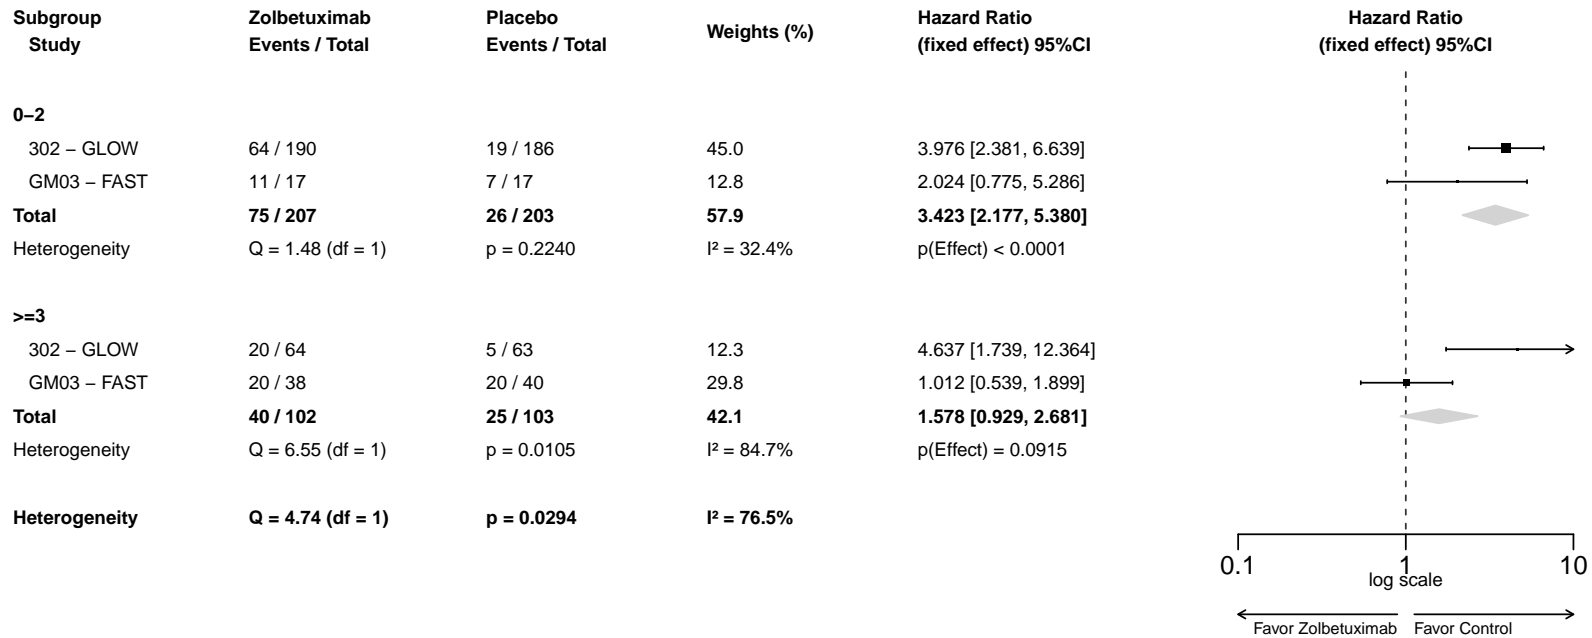 Subgroup Zolbetuximab Placebo Weights (%) Hazard Ratio Hazard Ratio
Study Events / Total Events / Total (fixed effect) 95%CI (fixed effect) 95%CI
0−2
302 − GLOW 64 / 190 19 / 186 45.0 3.976 [2.381, 6.639]
GM03 − FAST 11 / 17 7 / 17 12.8 2.024 [0.775, 5.286]
Total 75 / 207 26 / 203 57.9 3.423 [2.177, 5.380]
Heterogeneity Q = 1.48 (df = 1) p = 0.2240 I² = 32.4% p(Effect) < 0.0001
>=3
302 − GLOW 20 / 64 5 / 63 12.3 4.637 [1.739, 12.364]
GM03 − FAST 20 / 38 20 / 40 29.8 1.012 [0.539, 1.899]
Total 40 / 102 25 / 103 42.1 1.578 [0.929, 2.681]
Heterogeneity Q = 6.55 (df = 1) p = 0.0105 I² = 84.7% p(Effect) = 0.0915
Heterogeneity Q = 4.74 (df = 1) p = 0.0294 I² = 76.5%
0.1 1 10
log scale
Favor Zolbetuximab Favor Control